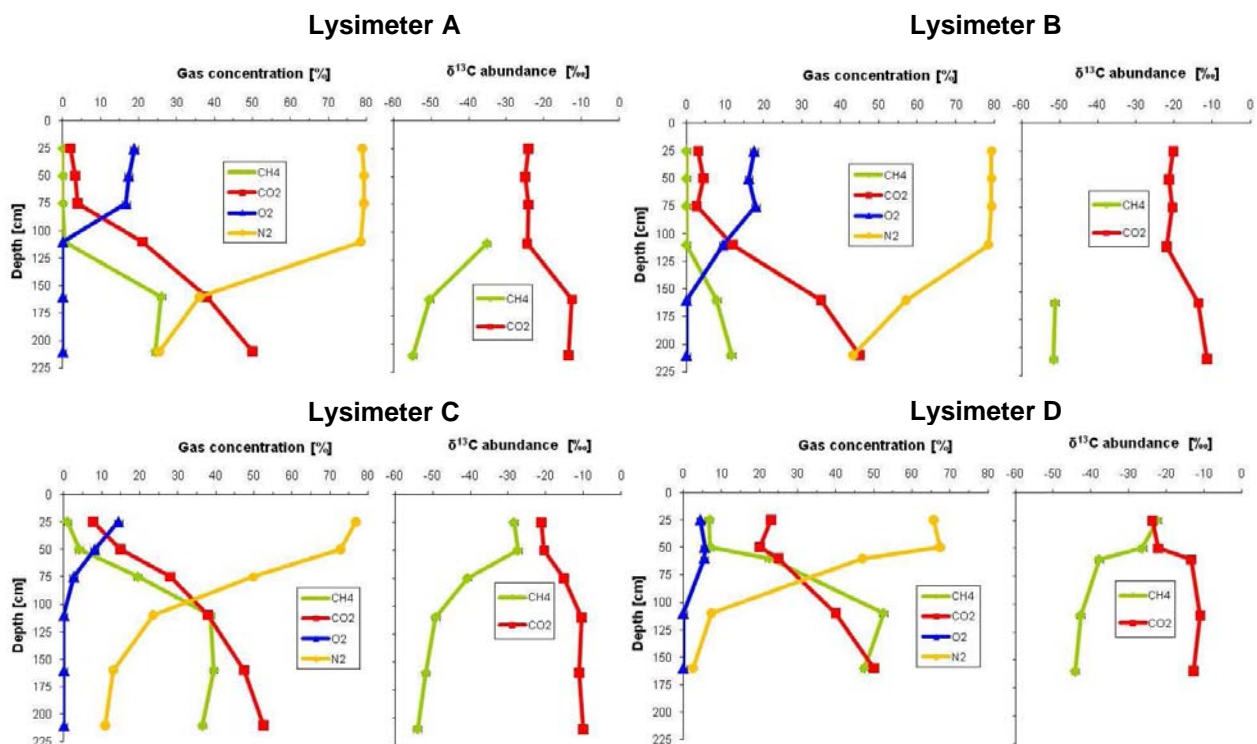 Lysimeter A
Gas concentration [%]
0 10 20 30 40 50 60 70 80
Depth [cm]
0
25
50
75
100
125
150
175
200
225
CH4
CO2
O2
N2
δ13C abundance [‰]
-60 -50 -40 -30 -20 -10 0
CH4
CO2
Lysimeter B
Gas concentration [%]
0 10 20 30 40 50 60 70 80
Depth [cm]
0
25
50
75
100
125
150
175
200
225
CH4
CO2
O2
N2
δ13C abundance [‰]
-60 -50 -40 -30 -20 -10 0
CH4
CO2
Lysimeter C
Gas concentration [%]
0 10 20 30 40 50 60 70 80
Depth [cm]
0
25
50
75
100
125
150
175
200
225
CH4
CO2
O2
N2
δ13C abundance [‰]
-60 -50 -40 -30 -20 -10 0
CH4
CO2
Lysimeter D
Gas concentration [%]
0 10 20 30 40 50 60 70 80
Depth [cm]
0
25
50
75
100
125
150
175
200
225
CH4
CO2
O2
N2
δ13C abundance [‰]
-60 -50 -40 -30 -20 -10 0
CH4
CO2